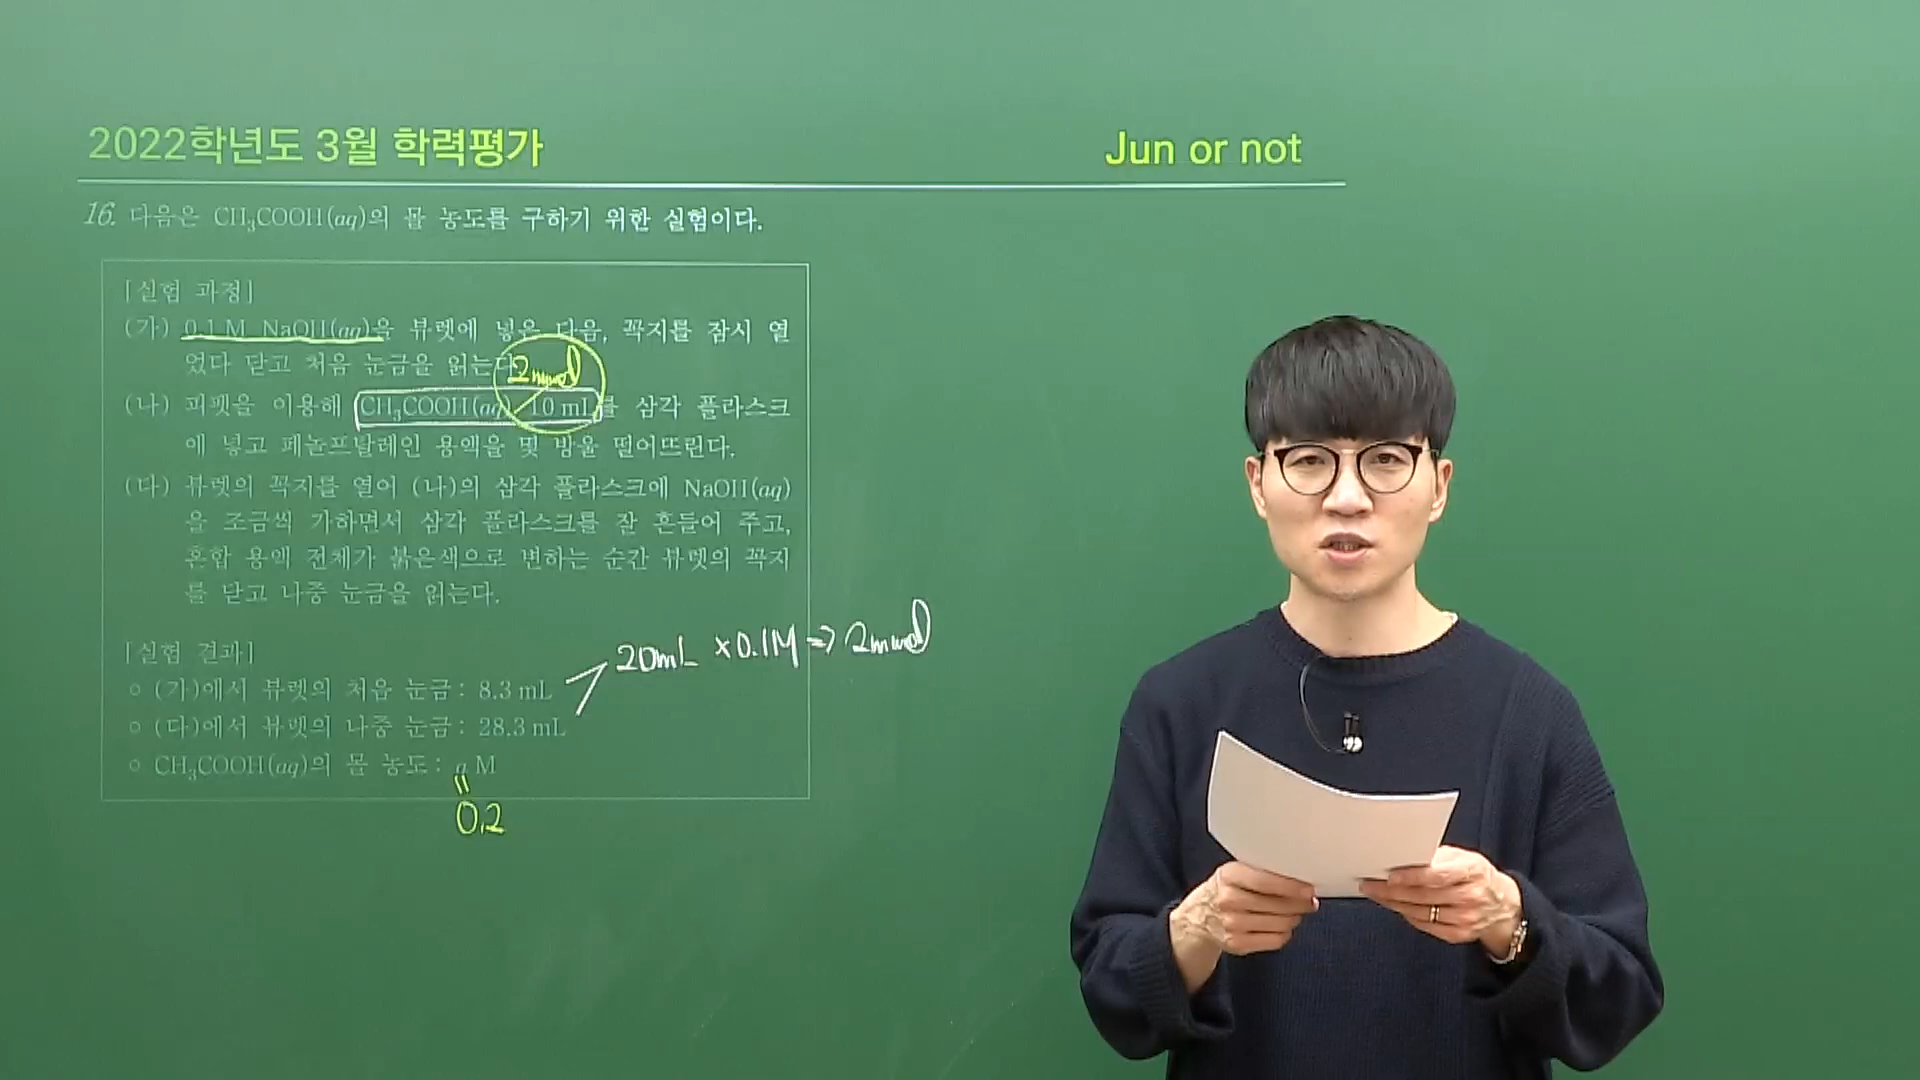 2022학년도 3월 학력평가
Jun or not
16. 다음은 CH₃COOH(aq)의 몰 농도를 구하기 위한 실험이다.
[실험 과정]
(가) 0.1 M NaOH(aq)을 뷰렛에 넣은 다음, 꼭지를 잠시 열
었다 닫고 처음 눈금을 읽는다.
2mmol
(나) 피펫을 이용해 CH₃COOH(aq) 10 mL를 삼각 플라스크
에 넣고 페놀프탈레인 용액을 몇 방울 떨어뜨린다.
(다) 뷰렛의 꼭지를 열어 (나)의 삼각 플라스크에 NaOH(aq)
을 조금씩 가하면서 삼각 플라스크를 잘 흔들어 주고,
혼합 용액 전체가 붉은색으로 변하는 순간 뷰렛의 꼭지
를 닫고 나중 눈금을 읽는다.
[실험 결과]
20mL ×0.1M ⇒ 2mmol
○ (가)에서 뷰렛의 처음 눈금: 8.3 mL
○ (다)에서 뷰렛의 나중 눈금: 28.3 mL
○ CH₃COOH(aq)의 몰 농도: a M
0.2